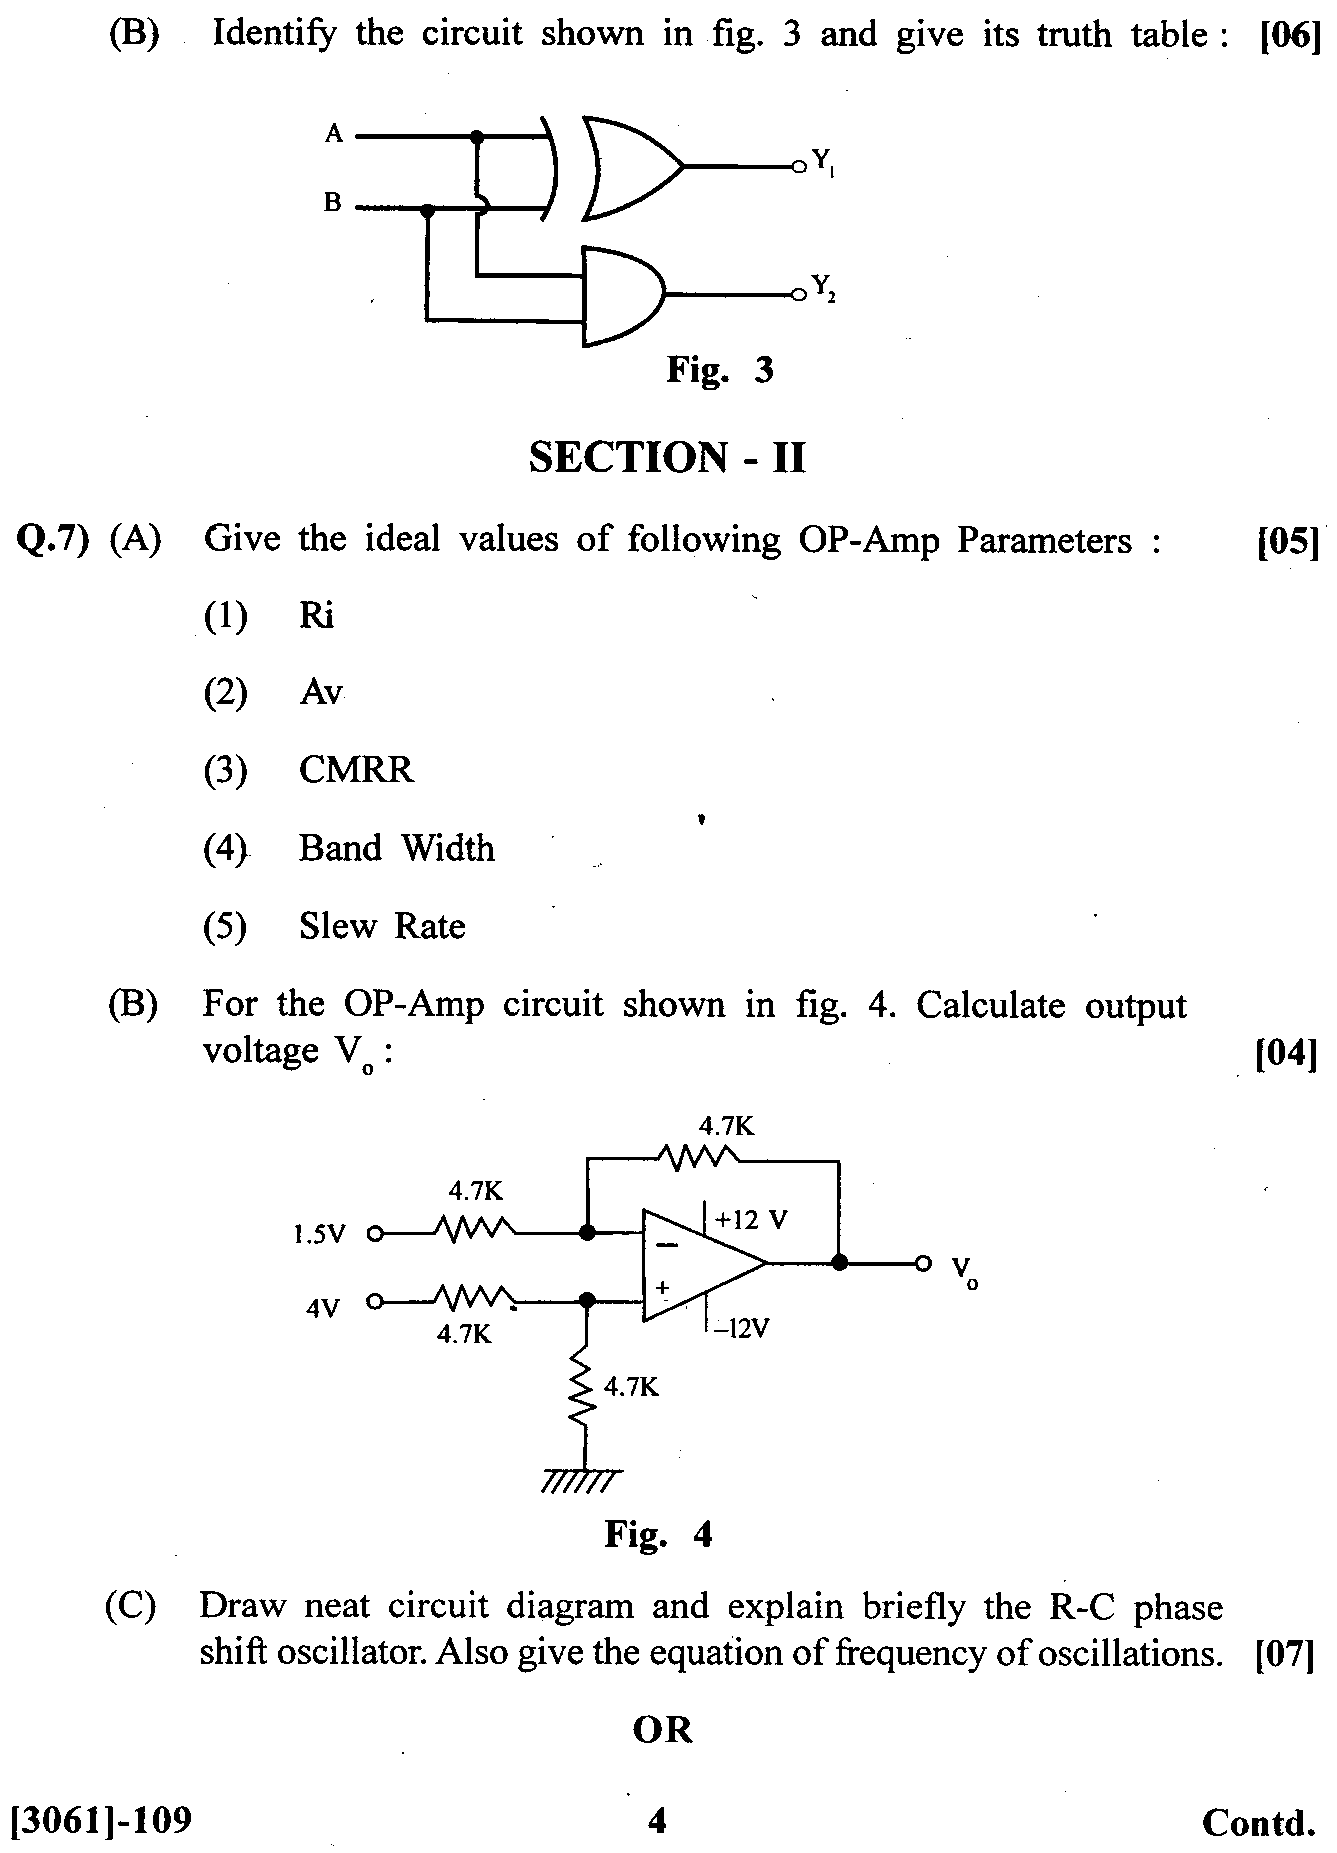 (B) Identify the circuit shown in fig. 3 and give its truth table : [06]
A
B
Y1
Y2
Fig. 3
SECTION - II
Q.7) (A) Give the ideal values of following OP-Amp Parameters : [05]
(1) Ri
(2) Av
(3) CMRR
(4) Band Width
(5) Slew Rate
(B) For the OP-Amp circuit shown in fig. 4. Calculate output
voltage Vo : [04]
4.7K
4.7K
1.5V
+12 V
−
+
Vo
4V
4.7K
–12V
4.7K
Fig. 4
(C) Draw neat circuit diagram and explain briefly the R-C phase
shift oscillator. Also give the equation of frequency of oscillations. [07]
OR
[3061]-109 4 Contd.